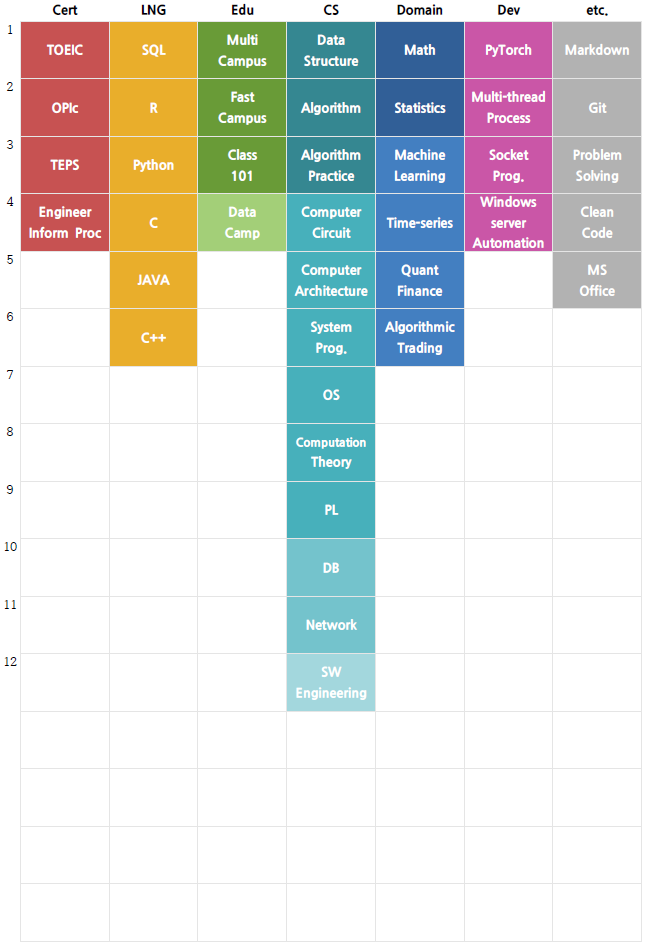 Cert LNG Edu CS Domain Dev etc.
1 TOEIC SQL Multi Campus Data Structure Math PyTorch Markdown
2 OPIc R Fast Campus Algorithm Statistics Multi-thread Process Git
3 TEPS Python Class 101 Algorithm Practice Machine Learning Socket Prog. Problem Solving
4 Engineer Inform Proc C Data Camp Computer Circuit Time-series Windows server Automation Clean Code
5 JAVA Computer Architecture Quant Finance MS Office
6 C++ System Prog. Algorithmic Trading
7 OS
8 Computation Theory
9 PL
10 DB
11 Network
12 SW Engineering